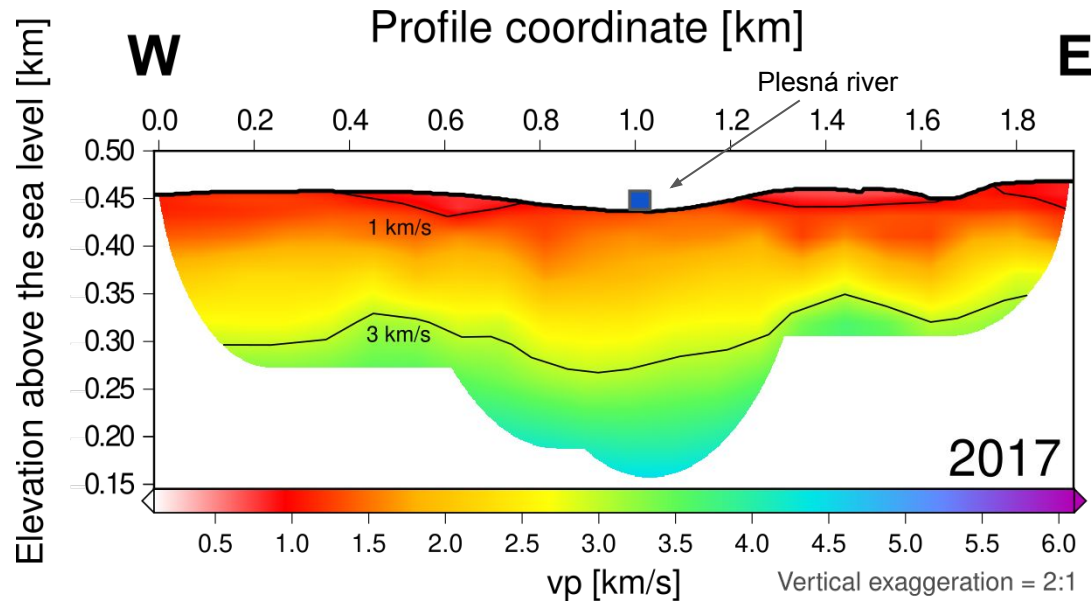 Profile coordinate [km]
W
E
Plesná river
0.0 0.2 0.4 0.6 0.8 1.0 1.2 1.4 1.6 1.8
Elevation above the sea level [km]
0.50
0.45
0.40
0.35
0.30
0.25
0.20
0.15
1 km/s
3 km/s
2017
0.5 1.0 1.5 2.0 2.5 3.0 3.5 4.0 4.5 5.0 5.5 6.0
vp [km/s]
Vertical exaggeration = 2:1